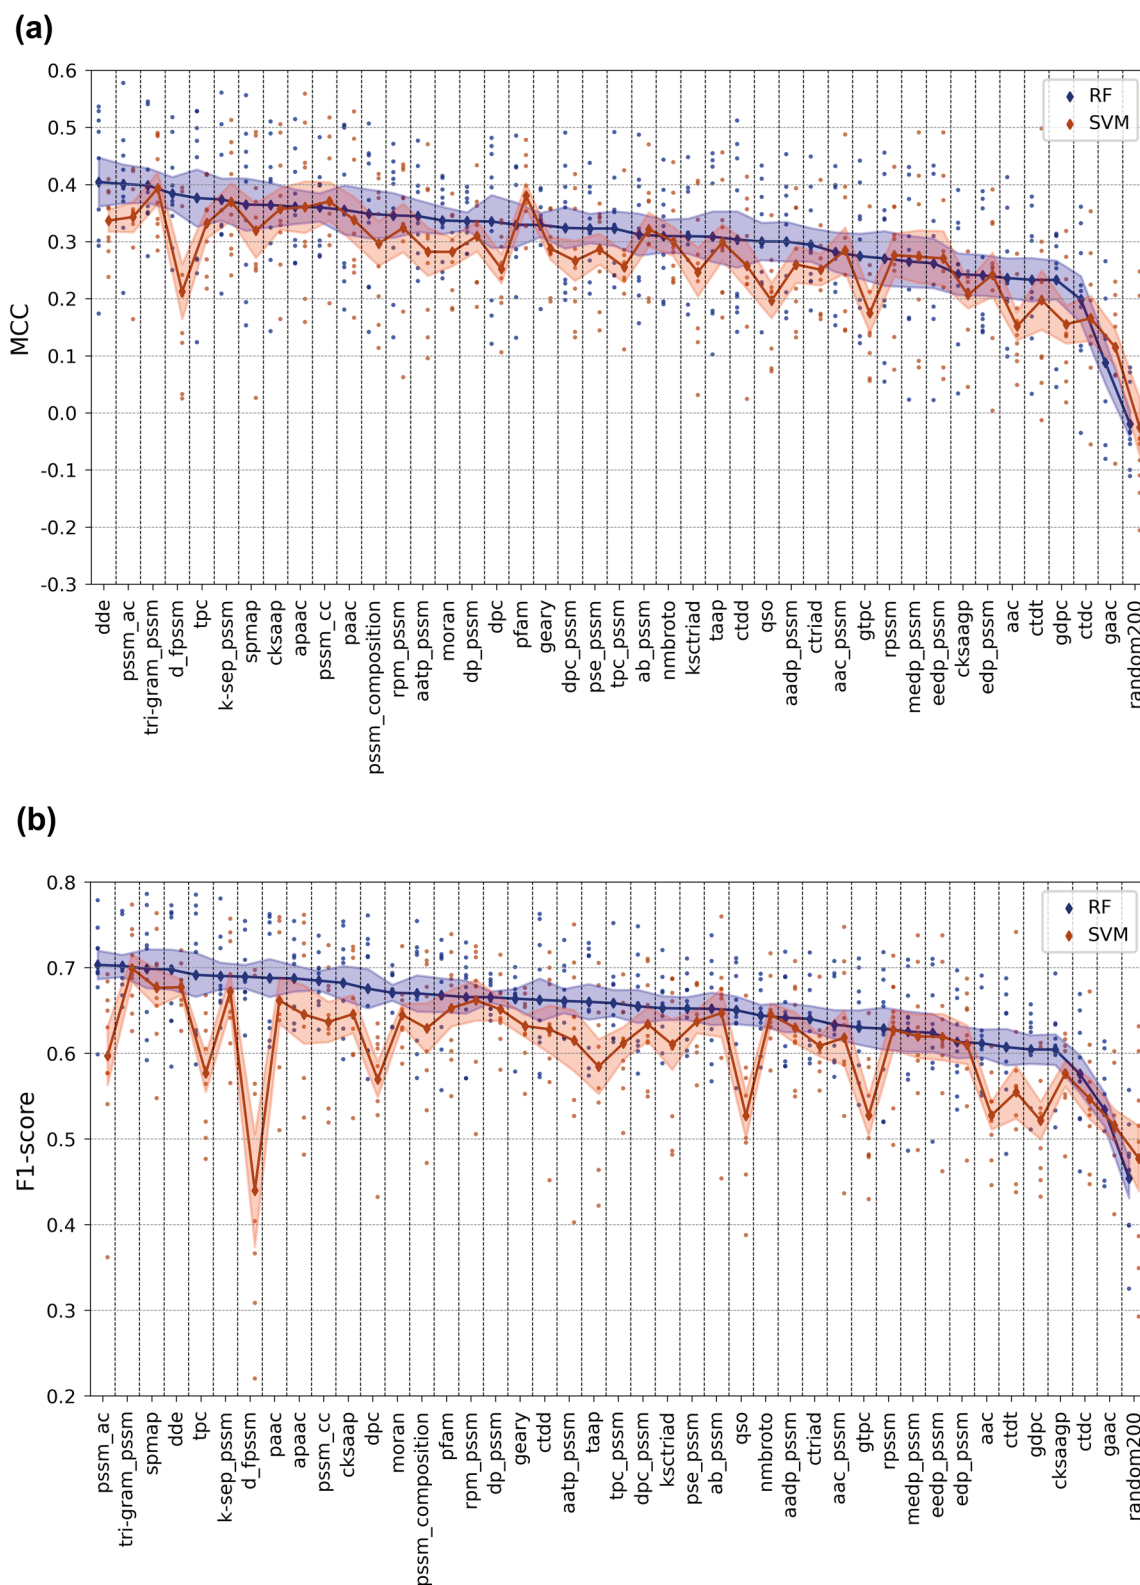 (a)
0.6
0.5
0.4
0.3
0.2
0.1
0.0
-0.1
-0.2
-0.3
MCC
RF
SVM
dde
pssm_ac
tri-gram_pssm
d_fpssm
tpc
k-sep_pssm
spmap
cksaap
apaac
pssm_cc
paac
pssm_composition
rpm_pssm
aatp_pssm
moran
dp_pssm
dpc
pfam
geary
dpc_pssm
pse_pssm
tpc_pssm
ab_pssm
nmbroto
ksctriad
taap
ctdd
qso
aadp_pssm
ctriad
aac_pssm
gtpc
rpssm
medp_pssm
eedp_pssm
cksaagp
edp_pssm
aac
ctdt
gdpc
ctdc
gaac
random200
(b)
0.8
0.7
0.6
0.5
0.4
0.3
0.2
F1-score
RF
SVM
pssm_ac
tri-gram_pssm
spmap
dde
tpc
k-sep_pssm
d_fpssm
paac
apaac
pssm_cc
cksaap
dpc
moran
pssm_composition
pfam
rpm_pssm
dp_pssm
geary
ctdd
aatp_pssm
taap
tpc_pssm
dpc_pssm
ksctriad
pse_pssm
ab_pssm
qso
nmbroto
aadp_pssm
ctriad
aac_pssm
gtpc
rpssm
medp_pssm
eedp_pssm
edp_pssm
aac
ctdt
gdpc
cksaagp
ctdc
gaac
random200